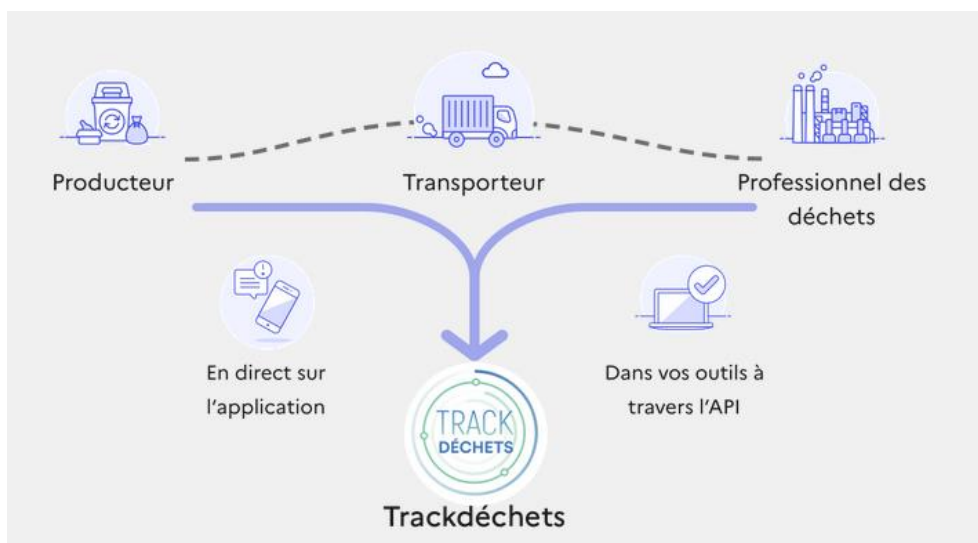 Producteur
Transporteur
Professionnel des
déchets
En direct sur
l'application
Dans vos outils à
travers l'API
TRACK
DÉCHETS
Trackdéchets